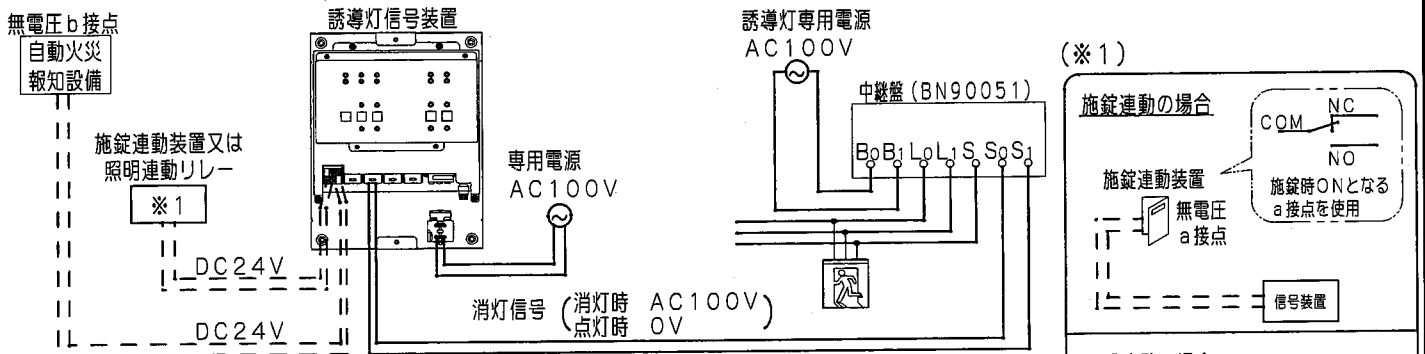 無電圧b接点
自動火災
報知設備
施錠連動装置又は
照明連動リレー
※1
DC24V
DC24V
誘導灯信号装置
専用電源
AC100V
消灯信号(消灯時 AC100V
点灯時 0V)
誘導灯専用電源
AC100V
中継盤(BN90051)
B0 B1 L0 L1 S S0 S1
(※1)
施錠連動の場合
NC
COM
NO
施錠時ONとなる
a接点を使用
施錠連動装置
無電圧
a接点
信号装置